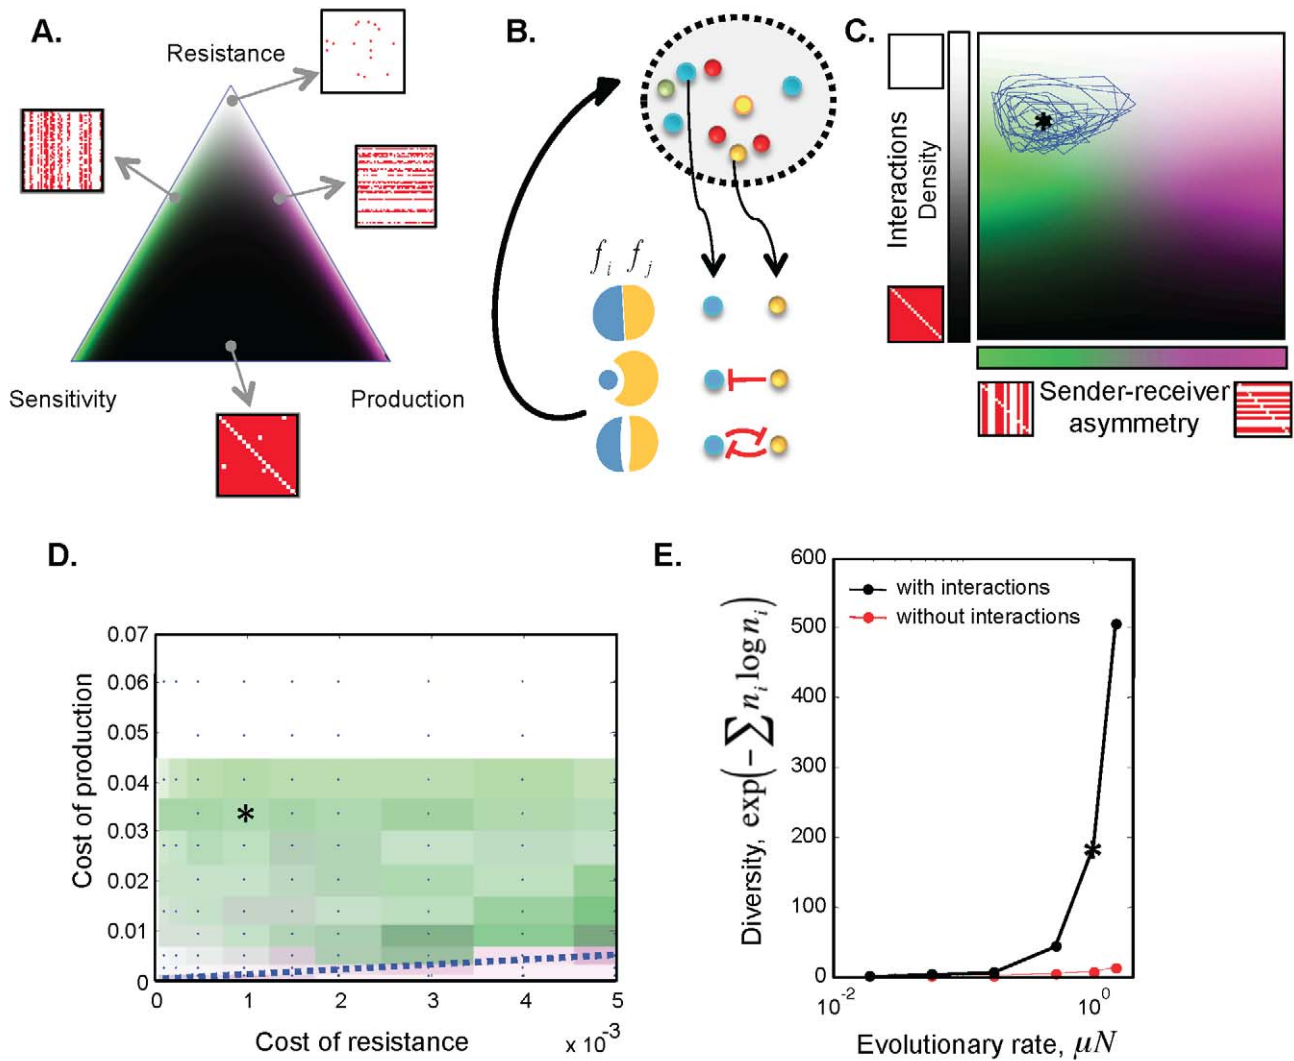 A.
Resistance
Sensitivity
Production
B.
f_i f_j
C.
Interactions
Density
Sender-receiver
asymmetry
D.
Cost of production
0.07
0.06
0.05
0.04
0.03
0.02
0.01
0
*
0 1 2 3 4 5
Cost of resistance x 10^-3
E.
Diversity, exp(−∑ n_i log n_i)
600
500
400
300
200
100
0
with interactions
without interactions
*
10^-2 10^0
Evolutionary rate, μN